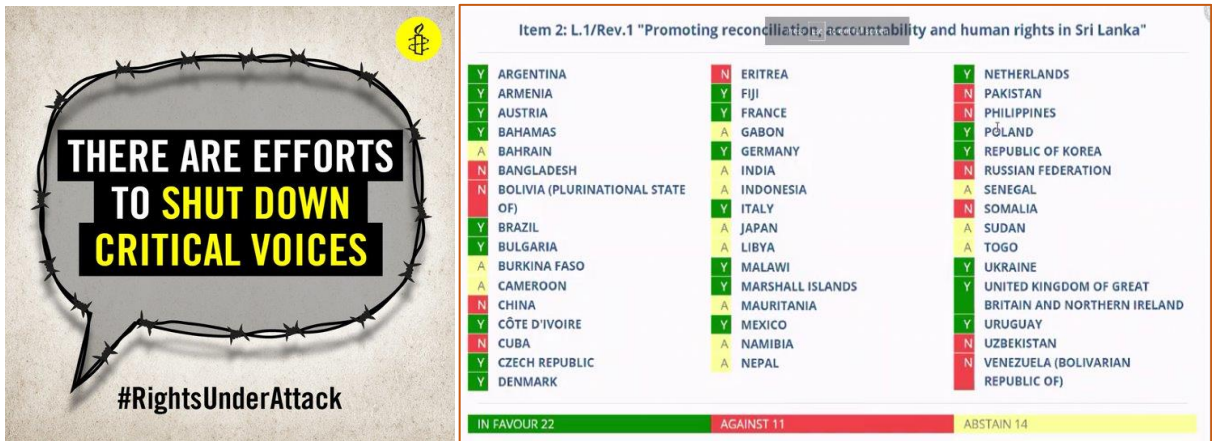 THERE ARE EFFORTS
TO SHUT DOWN
CRITICAL VOICES
#RightsUnderAttack
Item 2: L.1/Rev.1 "Promoting reconciliation, accountability and human rights in Sri Lanka"
Y ARGENTINA
Y ARMENIA
Y AUSTRIA
Y BAHAMAS
A BAHRAIN
N BANGLADESH
N BOLIVIA (PLURINATIONAL STATE
OF)
Y BRAZIL
Y BULGARIA
A BURKINA FASO
A CAMEROON
N CHINA
Y CÔTE D'IVOIRE
N CUBA
Y CZECH REPUBLIC
Y DENMARK
N ERITREA
Y FIJI
Y FRANCE
A GABON
Y GERMANY
A INDIA
A INDONESIA
Y ITALY
A JAPAN
A LIBYA
Y MALAWI
Y MARSHALL ISLANDS
A MAURITANIA
Y MEXICO
A NAMIBIA
A NEPAL
Y NETHERLANDS
N PAKISTAN
N PHILIPPINES
Y POLAND
Y REPUBLIC OF KOREA
N RUSSIAN FEDERATION
A SENEGAL
N SOMALIA
A SUDAN
A TOGO
Y UKRAINE
Y UNITED KINGDOM OF GREAT
BRITAIN AND NORTHERN IRELAND
Y URUGUAY
N UZBEKISTAN
N VENEZUELA (BOLIVARIAN
REPUBLIC OF)
IN FAVOUR 22 AGAINST 11 ABSTAIN 14